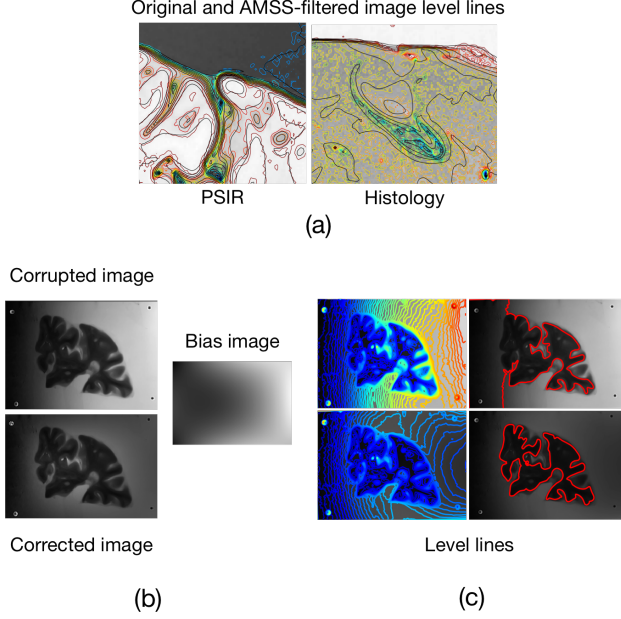 Original and AMSS-filtered image level lines
PSIR
Histology
(a)
Corrupted image
Bias image
Corrected image
Level lines
(b)
(c)